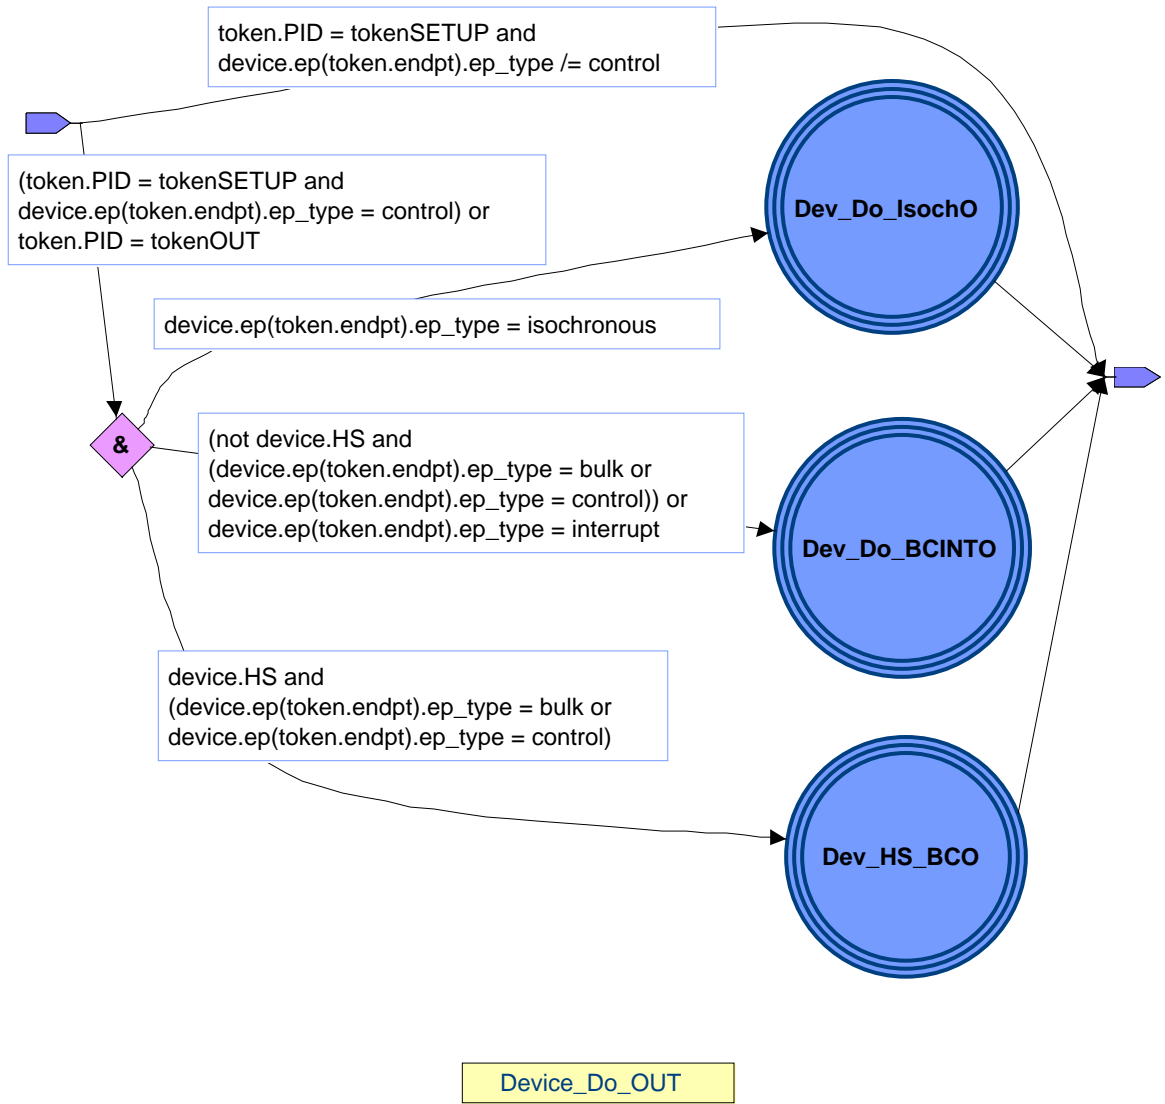 token.PID = tokenSETUP and
device.ep(token.endpt).ep_type /= control
(token.PID = tokenSETUP and
device.ep(token.endpt).ep_type = control) or
token.PID = tokenOUT
Dev_Do_IsochO
device.ep(token.endpt).ep_type = isochronous
&
(not device.HS and
(device.ep(token.endpt).ep_type = bulk or
device.ep(token.endpt).ep_type = control)) or
device.ep(token.endpt).ep_type = interrupt
Dev_Do_BCINTO
device.HS and
(device.ep(token.endpt).ep_type = bulk or
device.ep(token.endpt).ep_type = control)
Dev_HS_BCO
Device_Do_OUT